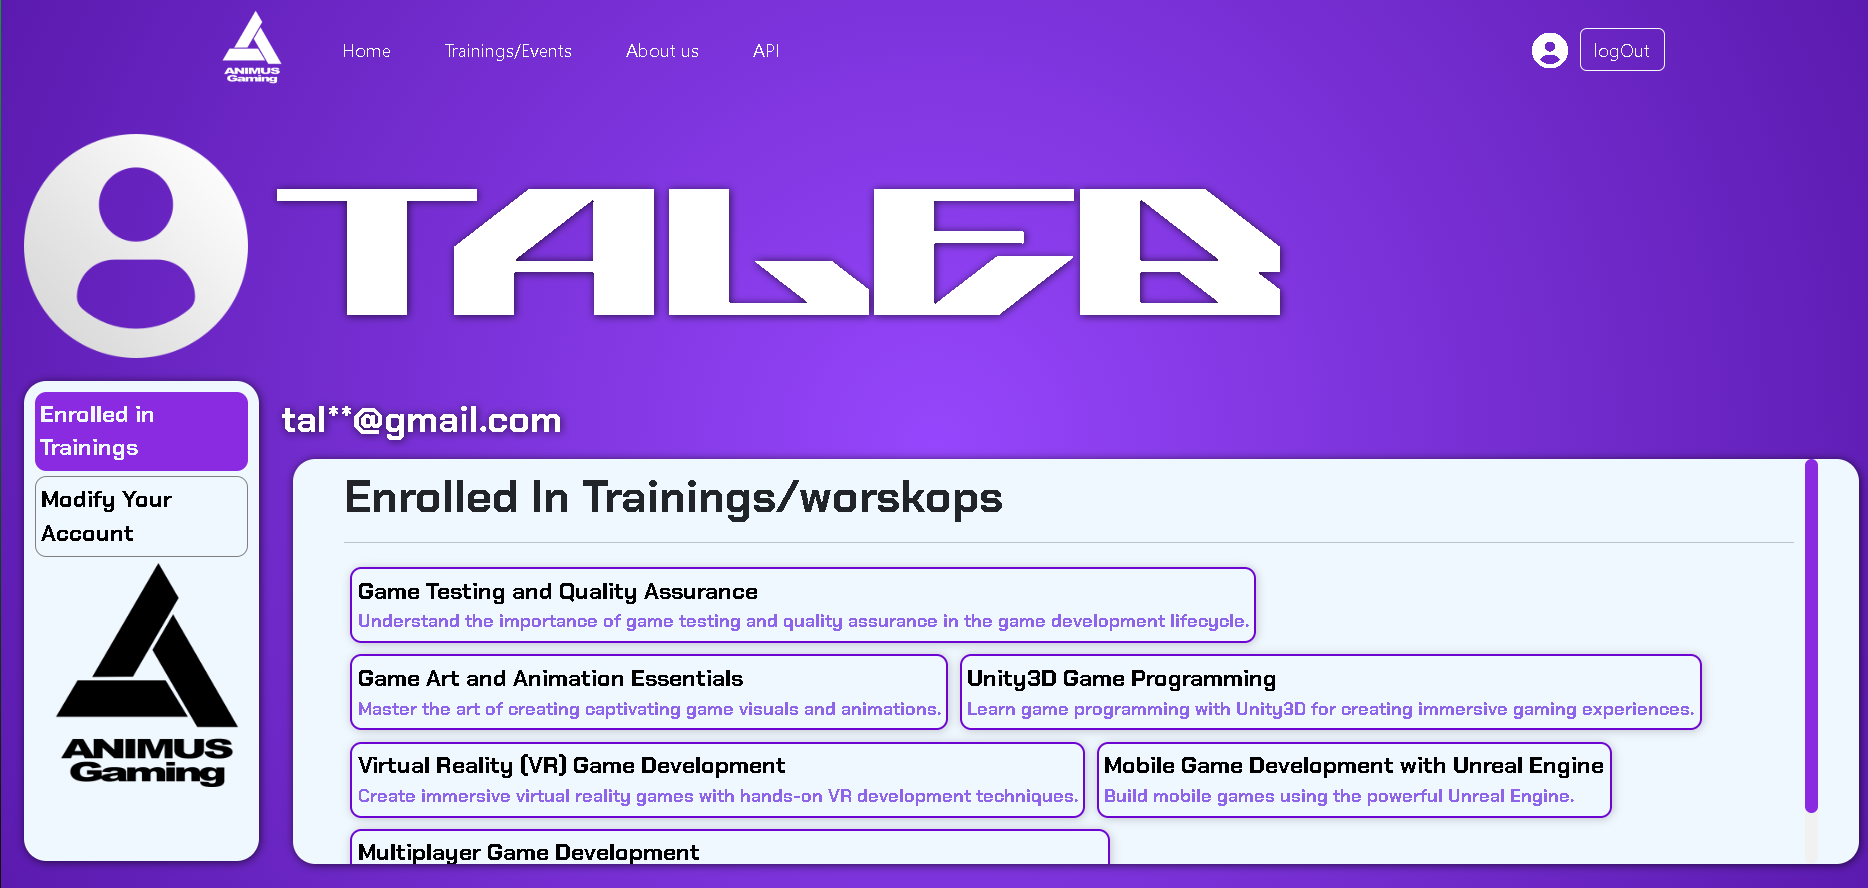 ANIMUS
Gaming
Home
Trainings/Events
About us
API
logOut
TALEB
Enrolled in
Trainings
Modify Your
Account
ANIMUS
Gaming
tal**@gmail.com
Enrolled In Trainings/worskops
Game Testing and Quality Assurance
Understand the importance of game testing and quality assurance in the game development lifecycle.
Game Art and Animation Essentials
Master the art of creating captivating game visuals and animations.
Unity3D Game Programming
Learn game programming with Unity3D for creating immersive gaming experiences.
Virtual Reality (VR) Game Development
Create immersive virtual reality games with hands-on VR development techniques.
Mobile Game Development with Unreal Engine
Build mobile games using the powerful Unreal Engine.
Multiplayer Game Development